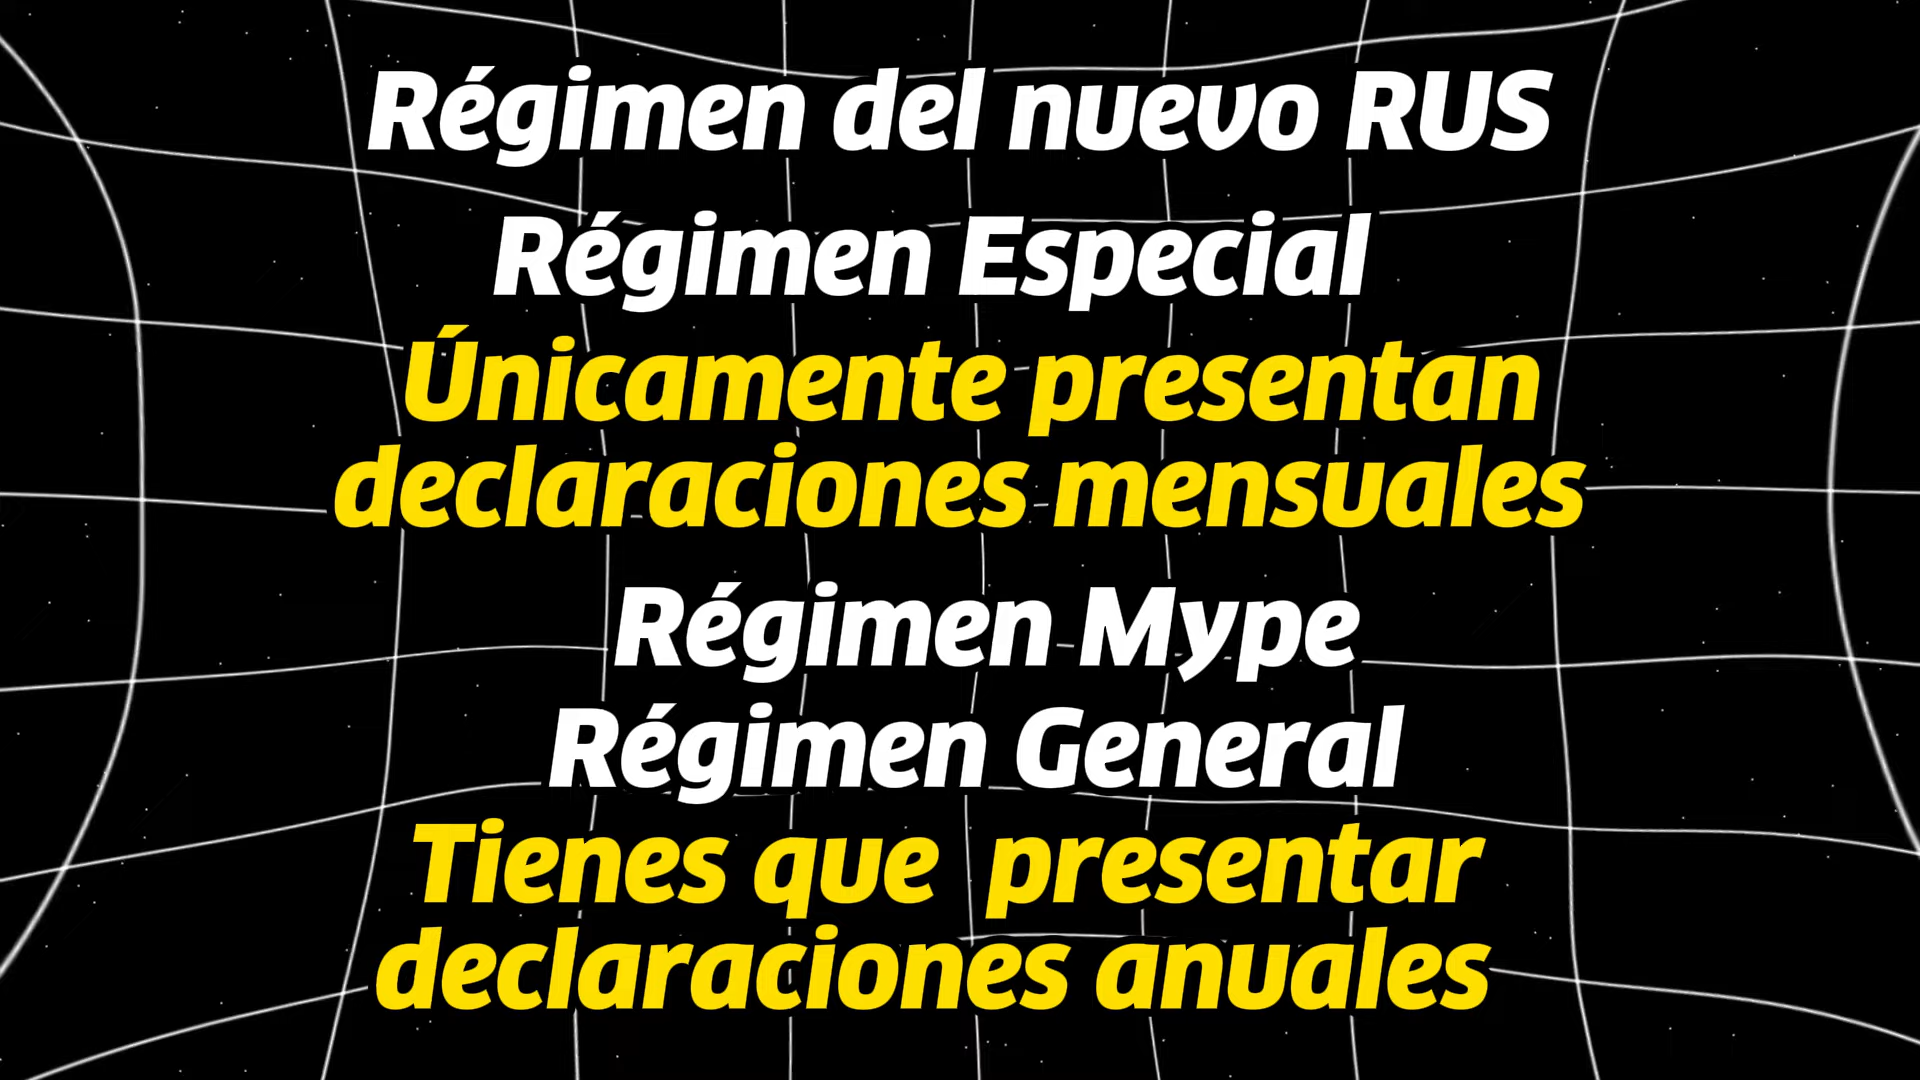 Régimen del nuevo RUS
Régimen Especial
Únicamente presentan
declaraciones mensuales
Régimen Mype
Régimen General
Tienes que presentar
declaraciones anuales